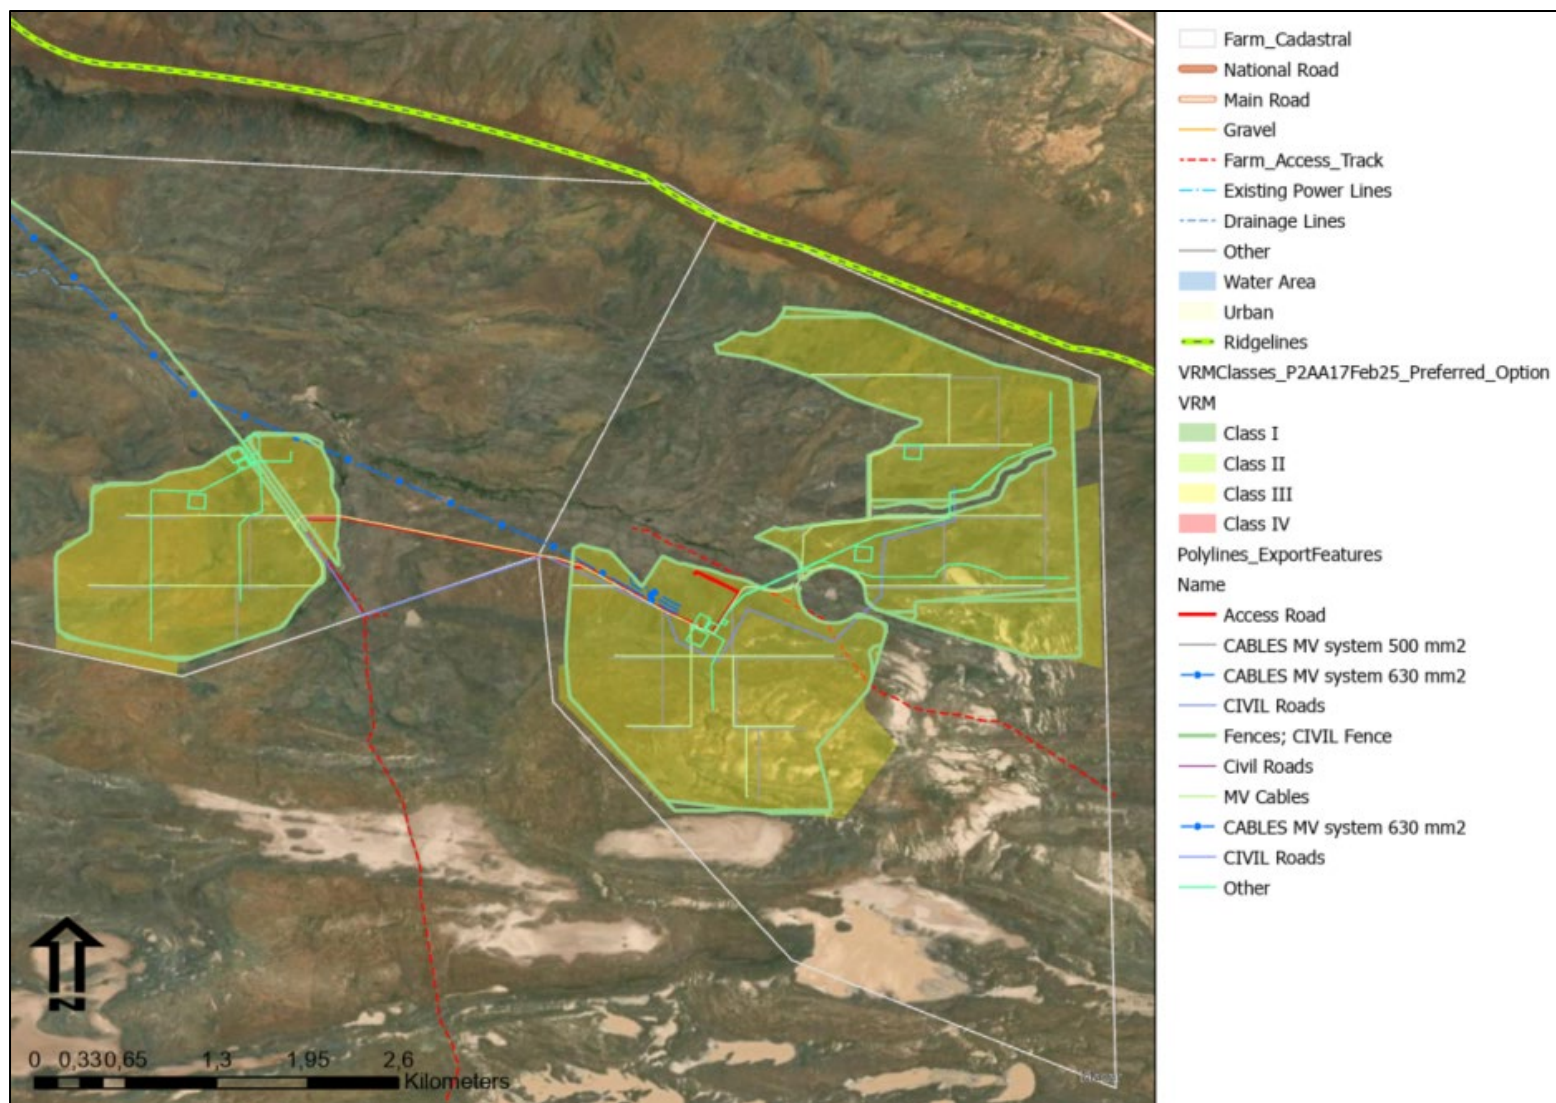 Farm_Cadastral
National Road
Main Road
Gravel
Farm_Access_Track
Existing Power Lines
Drainage Lines
Other
Water Area
Urban
Ridgelines
VRMClasses_P2AA17Feb25_Preferred_Option
VRM
Class I
Class II
Class III
Class IV
Polylines_ExportFeatures
Name
Access Road
CABLES MV system 500 mm2
CABLES MV system 630 mm2
CIVIL Roads
Fences; CIVIL Fence
Civil Roads
MV Cables
CABLES MV system 630 mm2
CIVIL Roads
Other
N
0 0,33 0,65 1,3 1,95 2,6
Kilometers